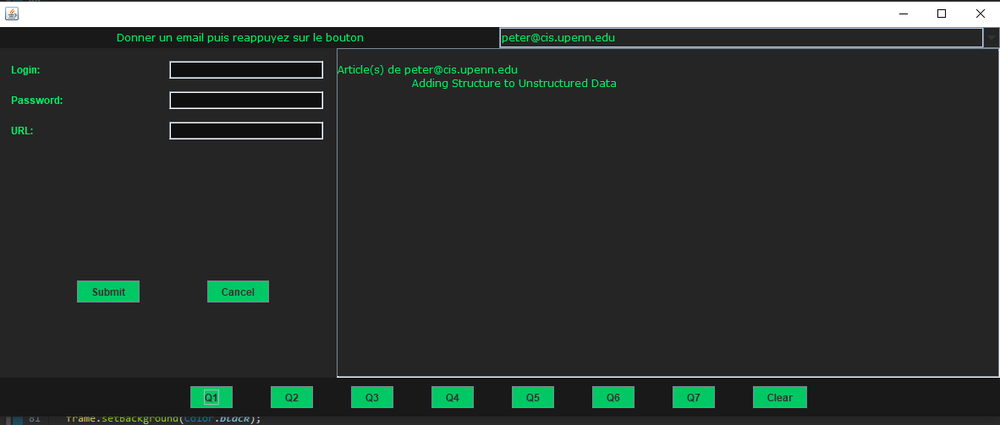 Donner un email puis reappuyez sur le bouton
peter@cis.upenn.edu
Login:
Password:
URL:
Article(s) de peter@cis.upenn.edu
Adding Structure to Unstructured Data
Submit Cancel
Q1 Q2 Q3 Q4 Q5 Q6 Q7 Clear
81 frame.setBackground(Color.black);